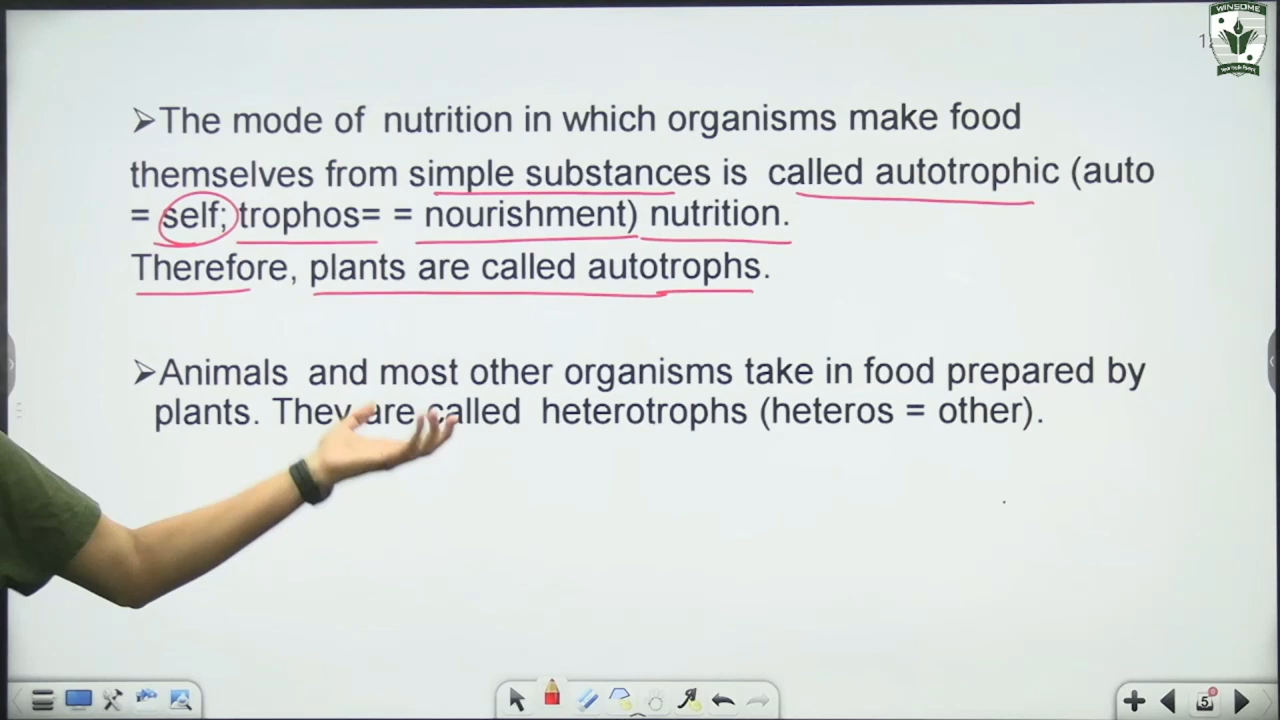 WINSOME
➢The mode of nutrition in which organisms make food
themselves from simple substances is called autotrophic (auto
= self; trophos= = nourishment) nutrition.
Therefore, plants are called autotrophs.
➢Animals and most other organisms take in food prepared by
plants. They are called heterotrophs (heteros = other).
5